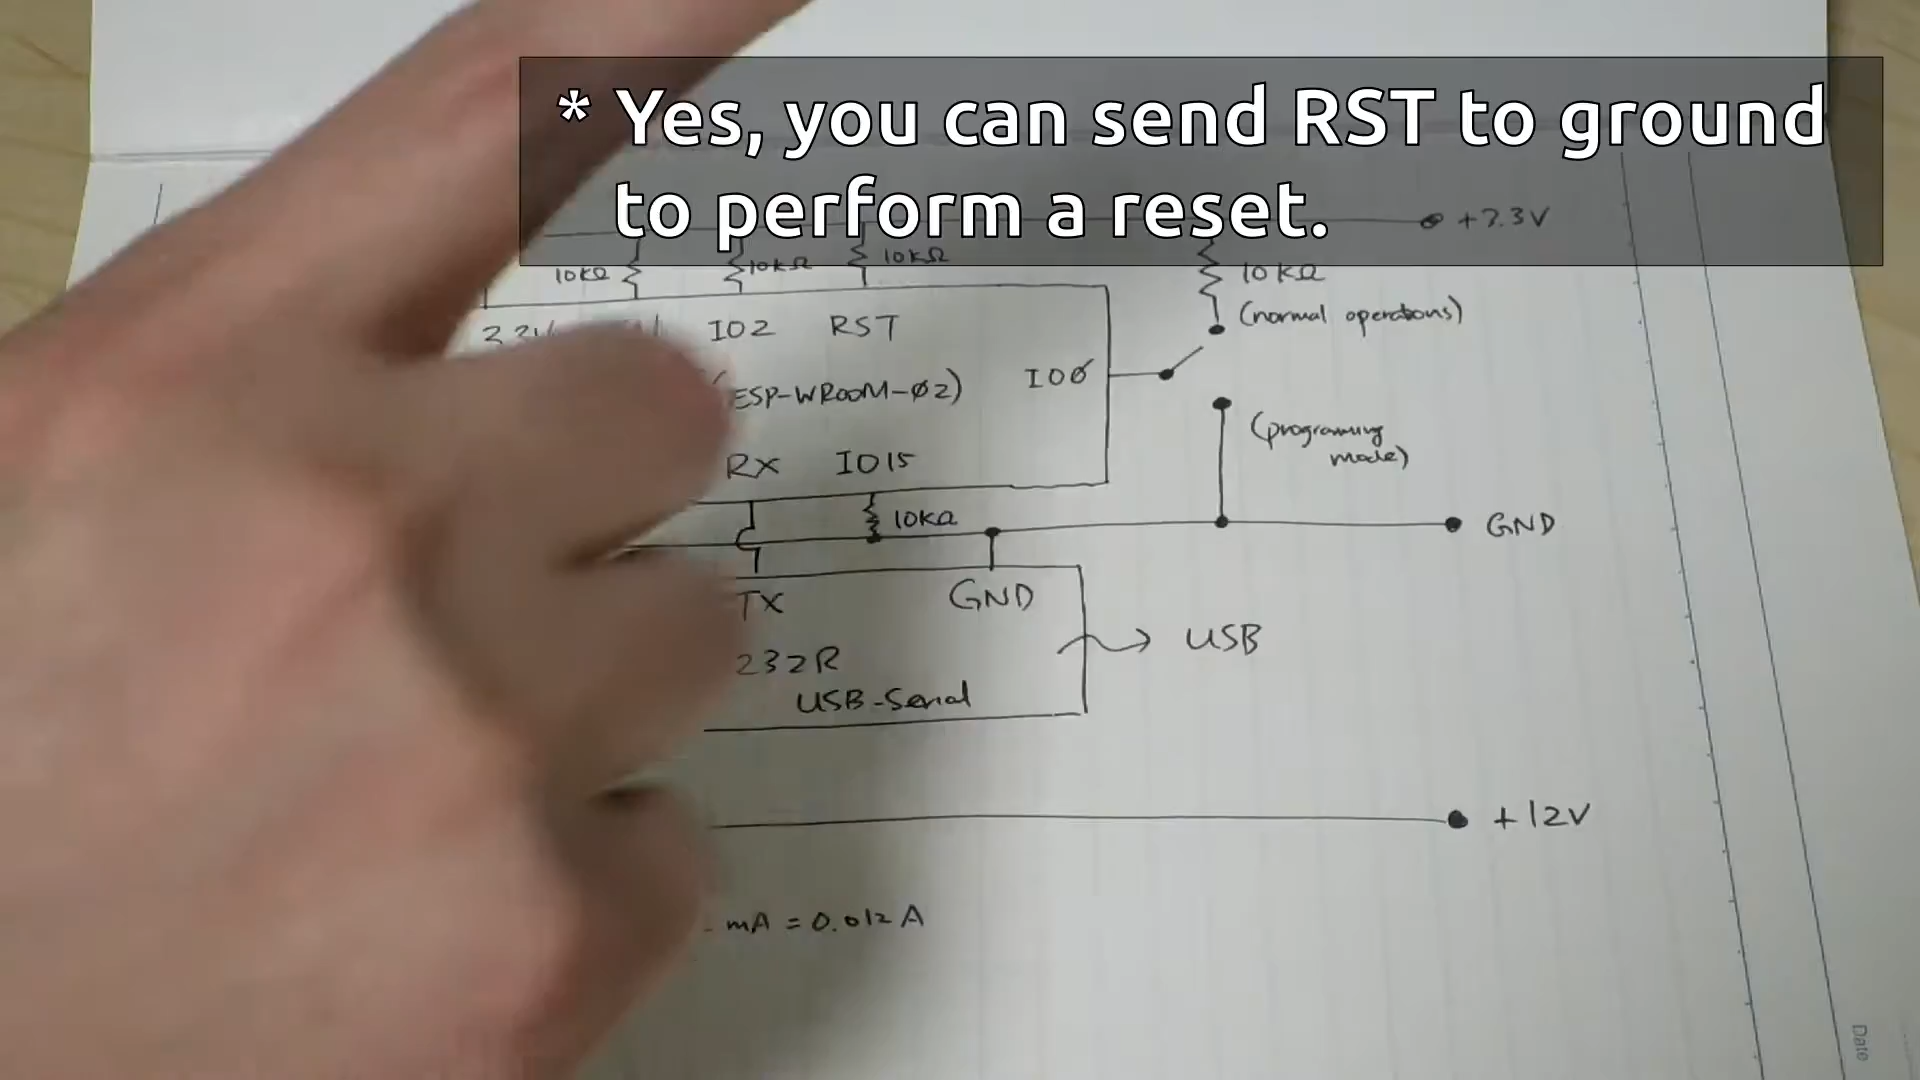 * Yes, you can send RST to ground
to perform a reset.
+3.3V
10KΩ 10KΩ 10KΩ 10KΩ
(normal operations)
3.3V IO2 RST
(ESP-WROOM-02) IO0
(programming
mode)
RX IO15
10KΩ
GND
TX GND
USB
232R
USB-Serial
+12V
mA = 0.012 A
Date